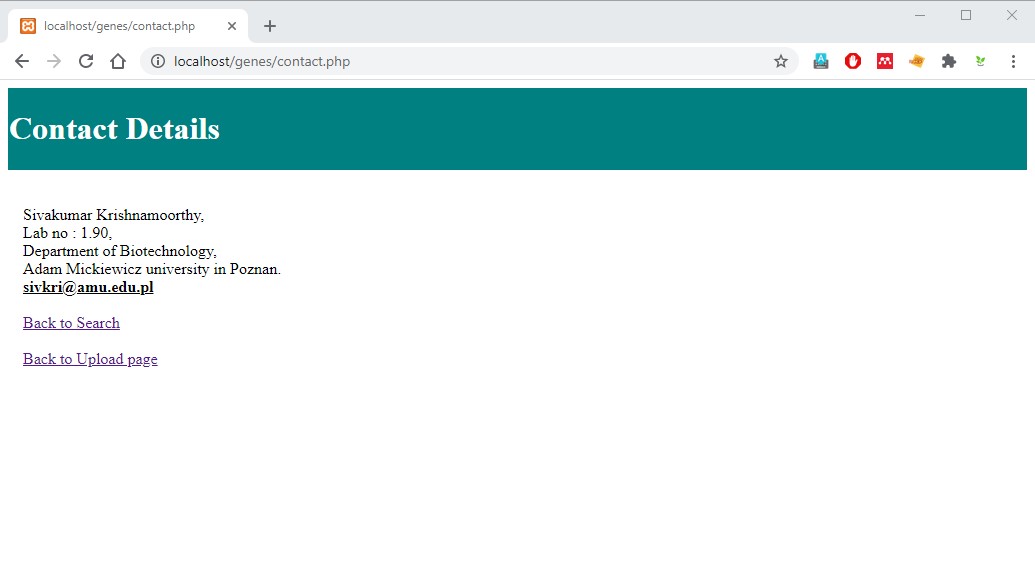 localhost/genes/contact.php
localhost/genes/contact.php
Contact Details
Sivakumar Krishnamoorthy,
Lab no : 1.90,
Department of Biotechnology,
Adam Mickiewicz university in Poznan.
sivkri@amu.edu.pl
Back to Search
Back to Upload page